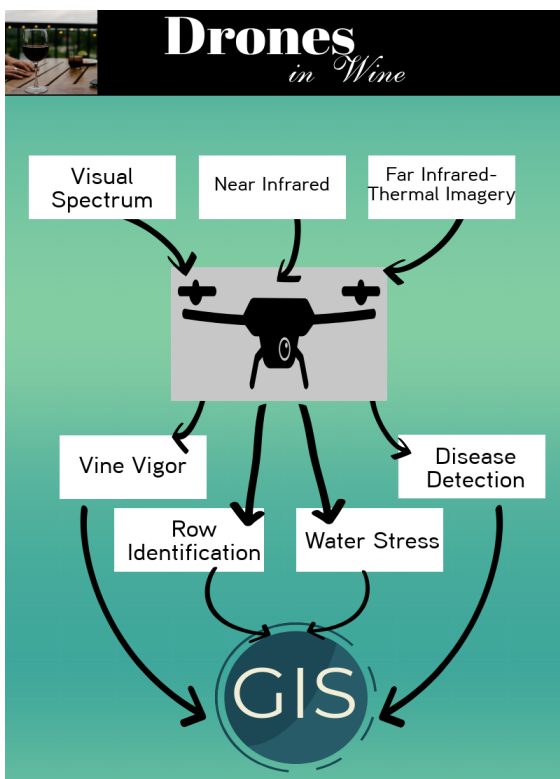 Drones
in Wine
Visual
Spectrum
Near Infrared
Far Infrared-
Thermal Imagery
Vine Vigor
Disease
Detection
Row
Identification
Water Stress
GIS